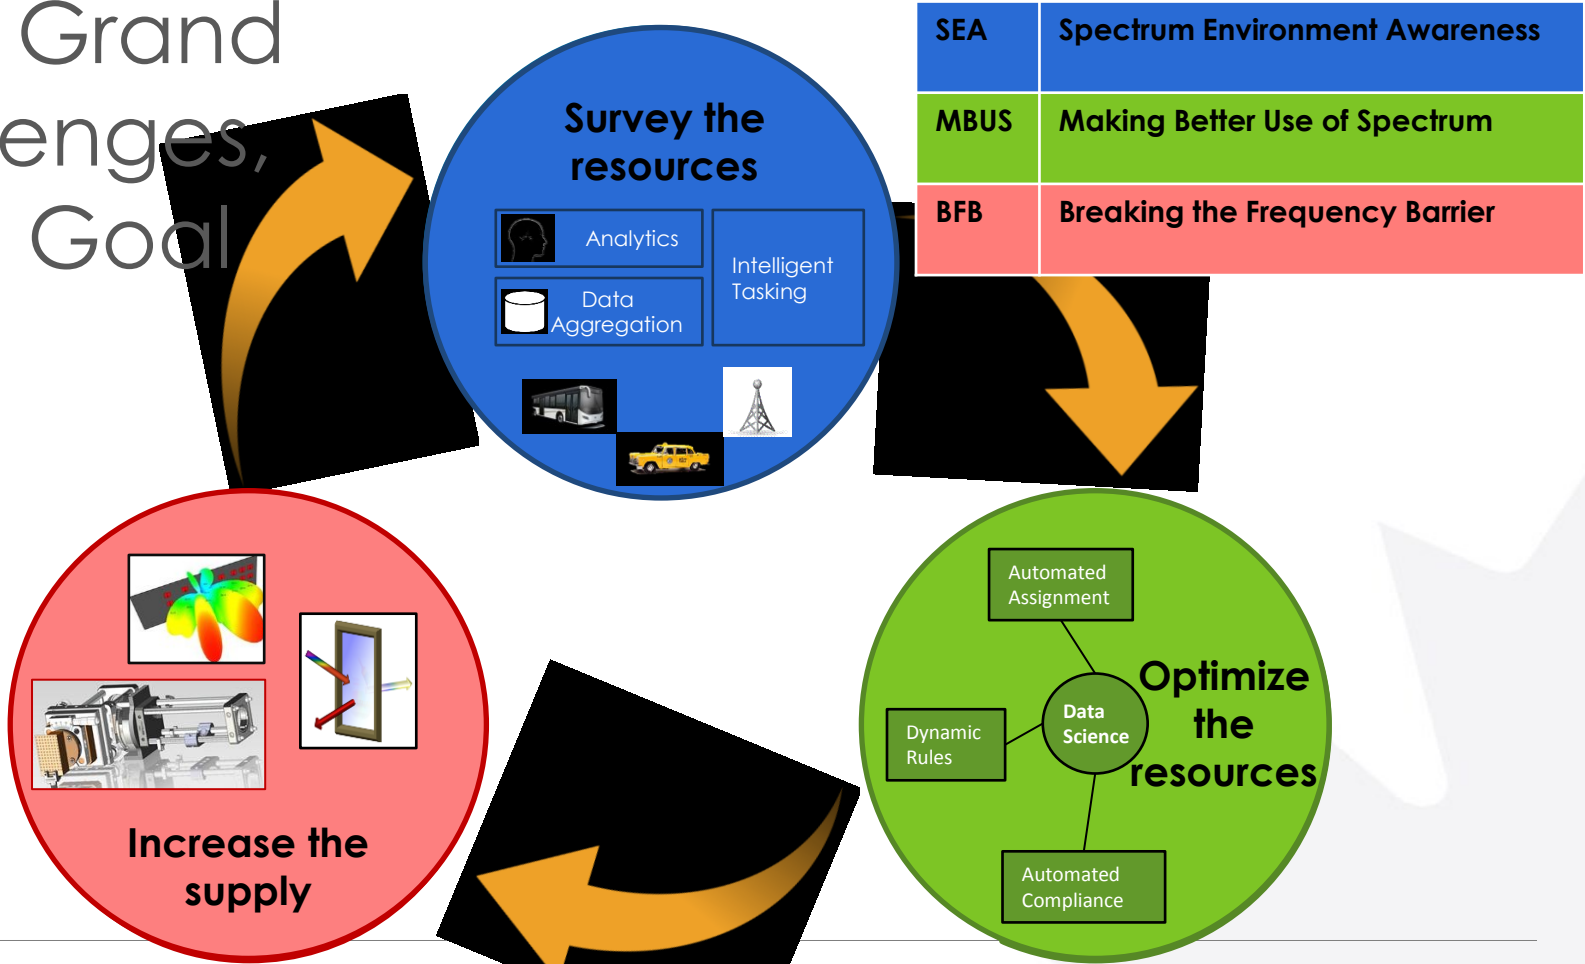 Grand
enges,
Goal
SEA Spectrum Environment Awareness
MBUS Making Better Use of Spectrum
BFB Breaking the Frequency Barrier
Survey the
resources
Analytics
Data
Aggregation
Intelligent
Tasking
Automated
Assignment
Dynamic
Rules
Data
Science
Optimize
the
resources
Automated
Compliance
Increase the
supply